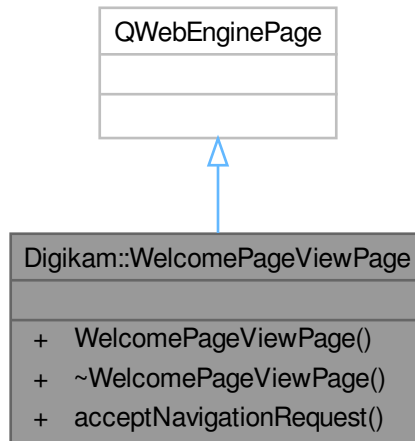 QWebEnginePage
Digikam::WelcomePageViewPage
+ WelcomePageViewPage()
+ ~WelcomePageViewPage()
+ acceptNavigationRequest()